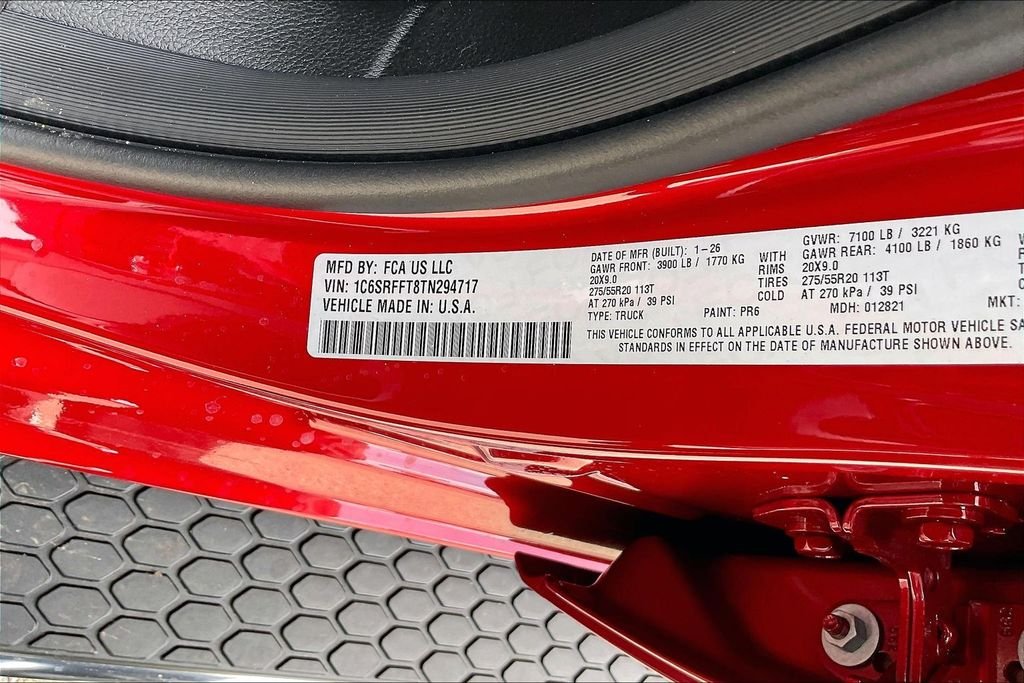 MFD BY: FCA US LLC
VIN: 1C6SRFFT8TN294717
VEHICLE MADE IN: U.S.A.
DATE OF MFR (BUILT): 1-26
GAWR FRONT: 3900 LB / 1770 KG
20X9.0
275/55R20 113T
AT 270 kPa / 39 PSI
TYPE: TRUCK PAINT: PR6
WITH
RIMS
TIRES
COLD
GVWR: 7100 LB / 3221 KG
GAWR REAR: 4100 LB / 1860 KG
20X9.0
275/55R20 113T
AT 270 kPa / 39 PSI
MDH: 012821
MKT:
THIS VEHICLE CONFORMS TO ALL APPLICABLE U.S.A. FEDERAL MOTOR VEHICLE SA
STANDARDS IN EFFECT ON THE DATE OF MANUFACTURE SHOWN ABOVE.